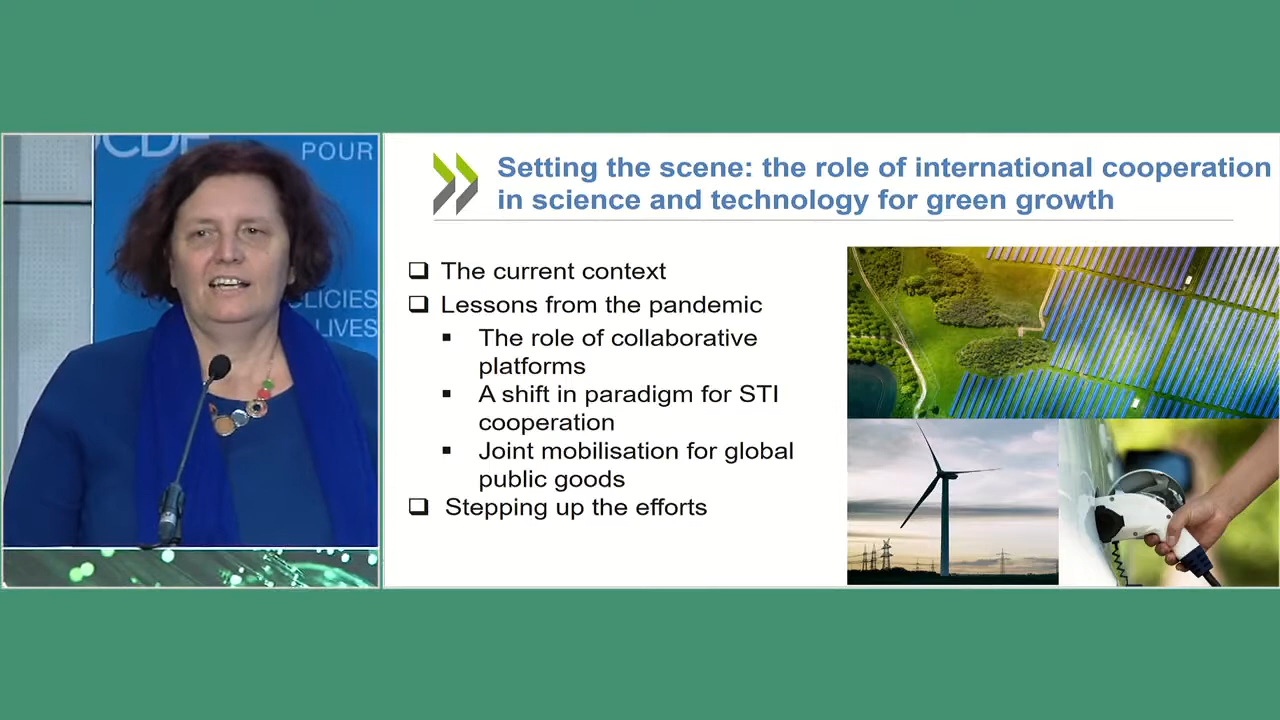 OCDE
POUR
POLICIES
LIVES
Setting the scene: the role of international cooperation
in science and technology for green growth
The current context
Lessons from the pandemic
The role of collaborative
platforms
A shift in paradigm for STI
cooperation
Joint mobilisation for global
public goods
Stepping up the efforts